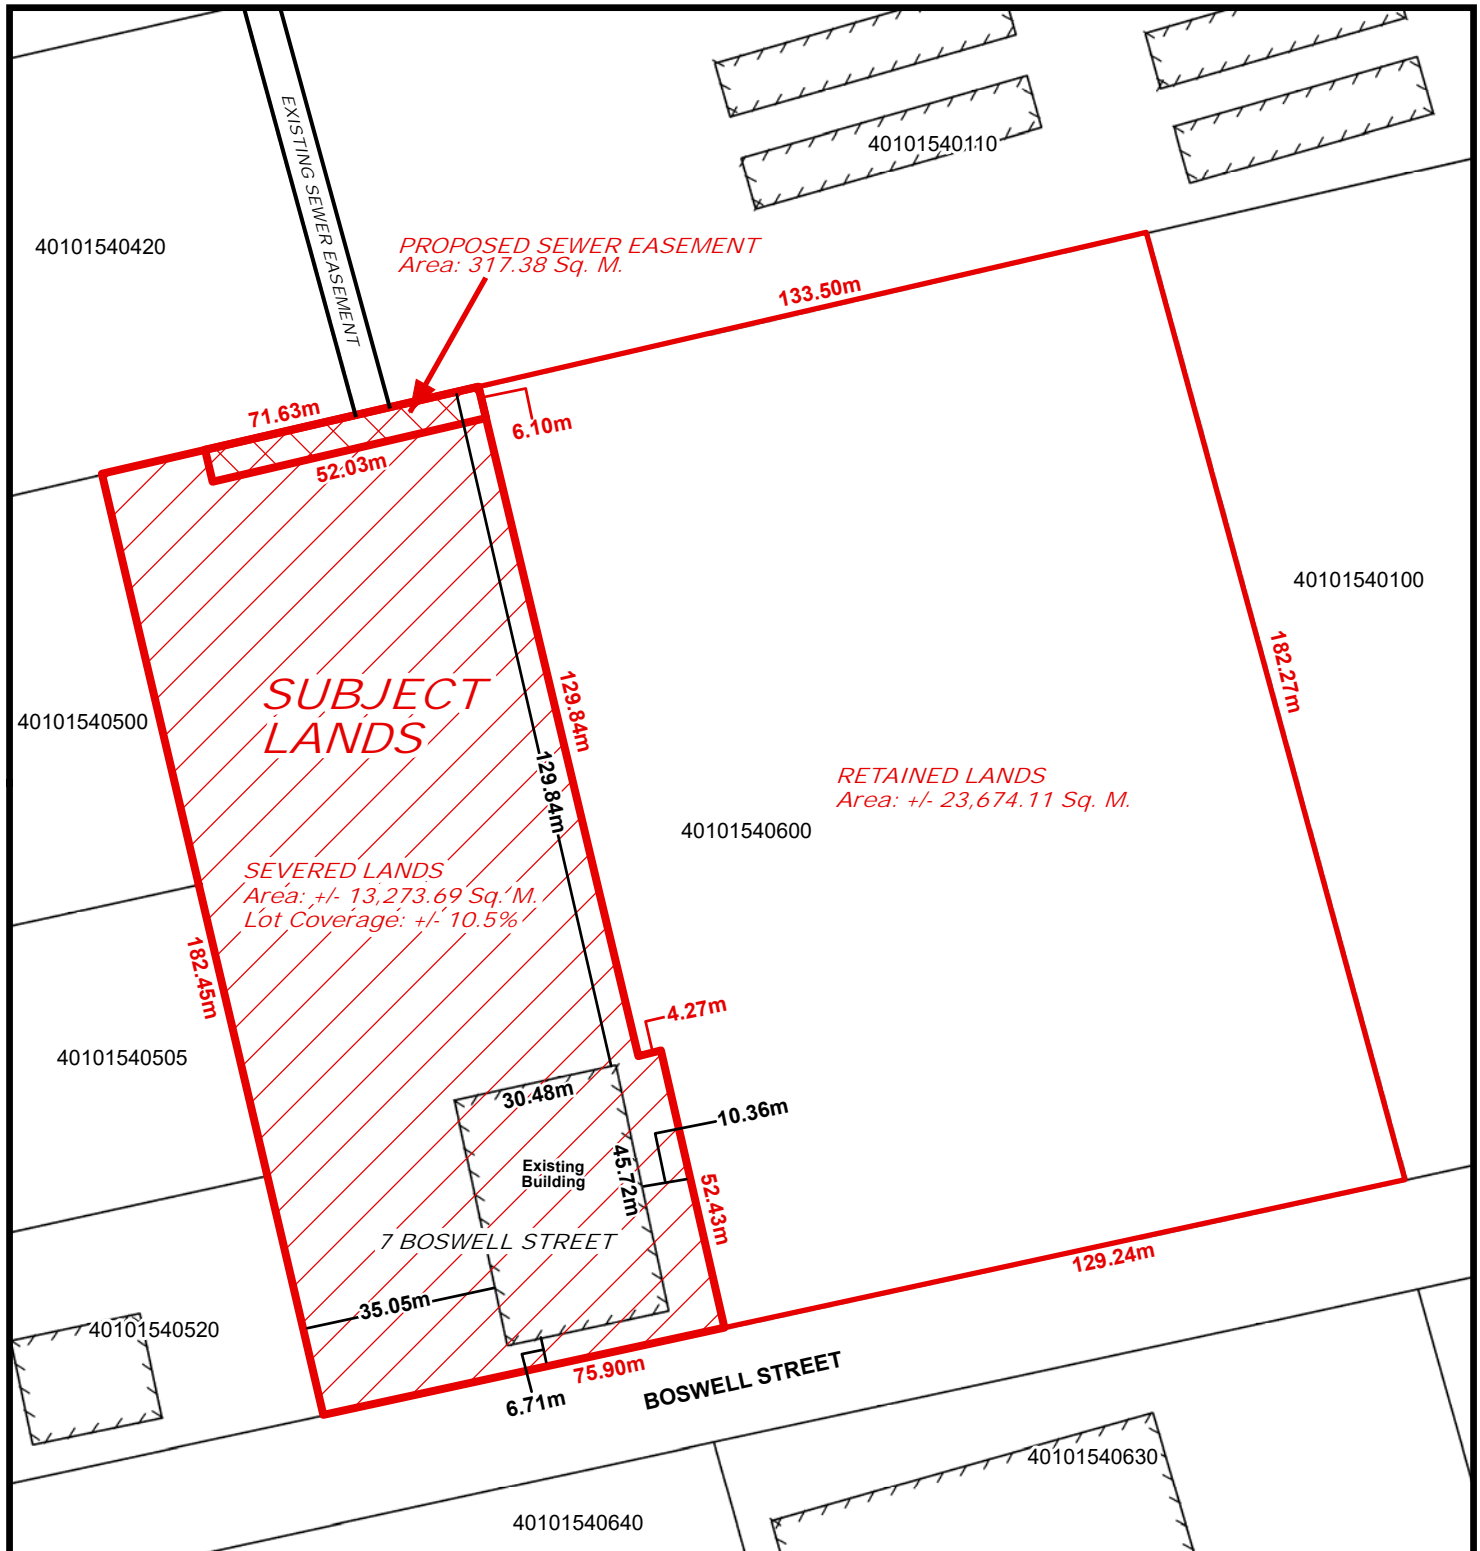 40101540110
EXISTING SEWER EASEMENT
40101540420
PROPOSED SEWER EASEMENT
Area: 317.38 Sq. M.
133.50m
71.63m
6.10m
52.03m
40101540100
182.27m
SUBJECT
LANDS
129.84m
40101540500
129.84m
RETAINED LANDS
Area: +/- 23,674.11 Sq. M.
40101540600
SEVERED LANDS
Area: +/- 13,273.69 Sq. M.
Lot Coverage: +/- 10.5%
182.45m
4.27m
40101540505
30.48m
10.36m
Existing
Building
45.72m
52.43m
7 BOSWELL STREET
129.24m
35.05m
40101540520
75.90m
BOSWELL STREET
6.71m
40101540630
40101540640